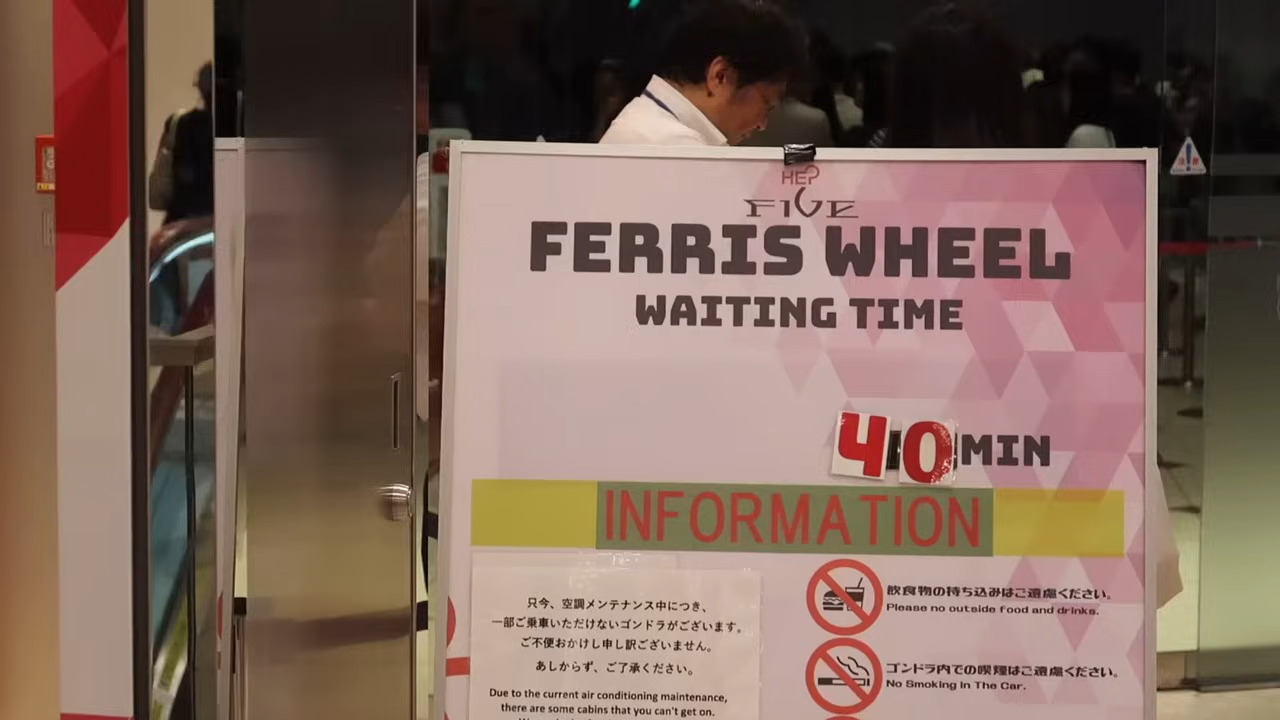 HEP
FIVE
FERRIS WHEEL
WAITING TIME
40 MIN
INFORMATION
只今、空調メンテナンス中につき、
一部ご乗車いただけないゴンドラがございます。
ご不便おかけし申し訳ございません。
あしからず、ご了承ください。
Due to the current air conditioning maintenance,
there are some cabins that you can't get on.
飲食物の持ち込みはご遠慮ください。
Please no outside food and drinks.
ゴンドラ内での喫煙はご遠慮ください。
No Smoking In The Car.
注意